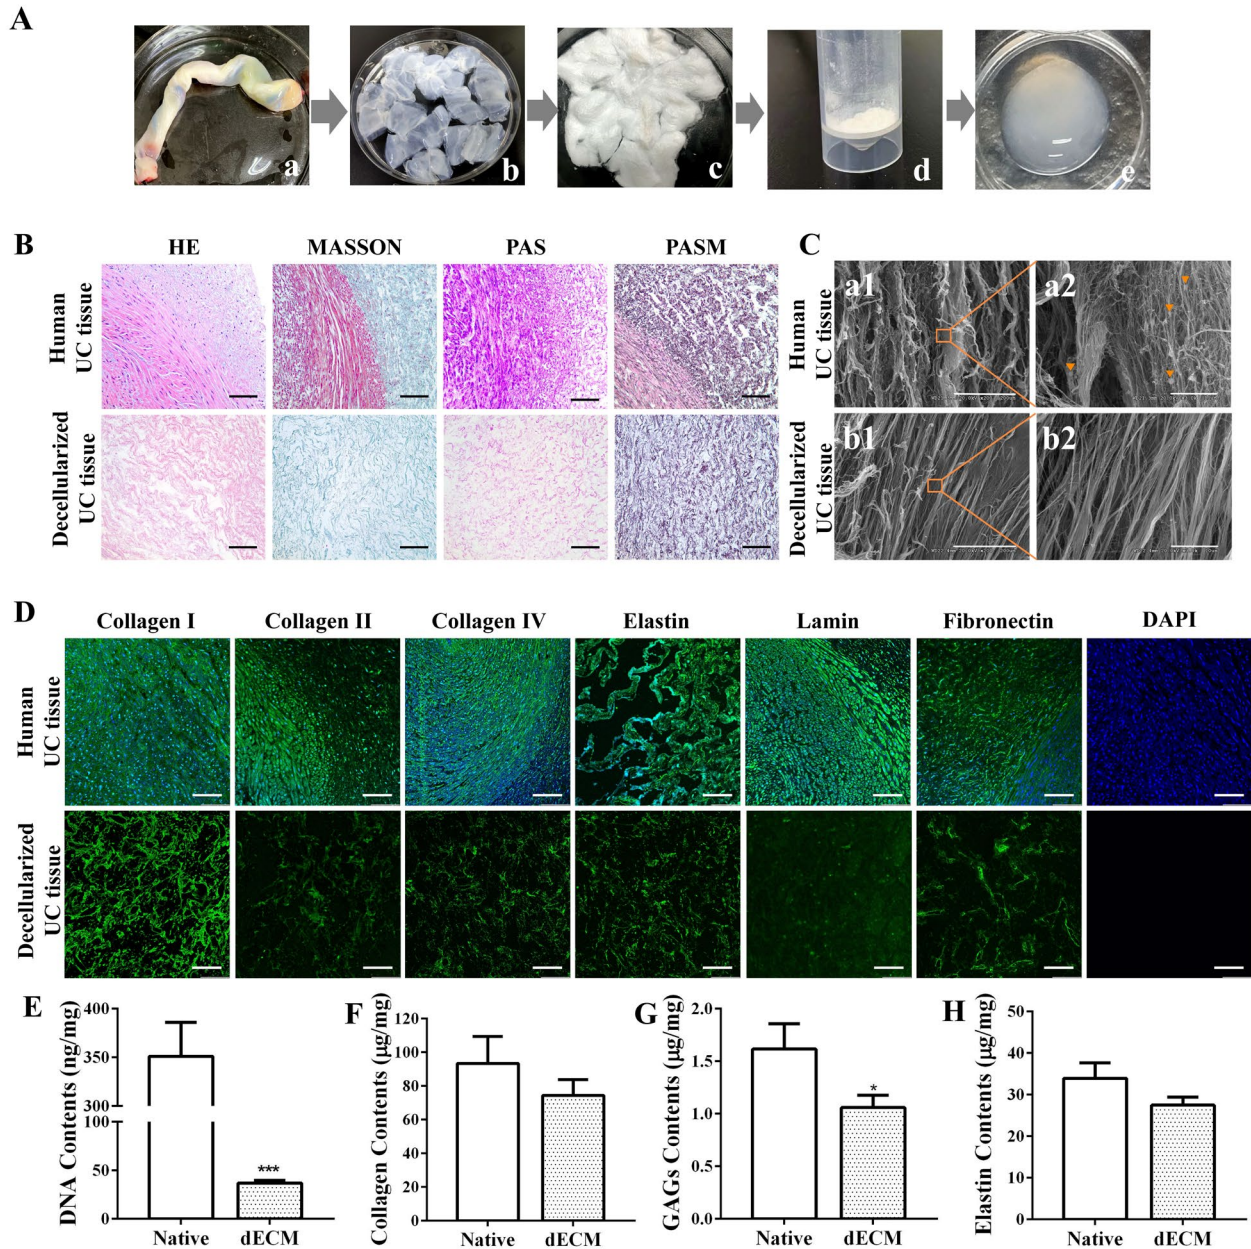 A
a
b
c
d
e
B
HE
MASSON
PAS
PASM
Human
UC tissue
Decellularized
UC tissue
C
Human
UC tissue
Decellularized
UC tissue
a1
a2
b1
b2
D
Collagen I
Collagen II
Collagen IV
Elastin
Lamin
Fibronectin
DAPI
Human
UC tissue
Decellularized
UC tissue
E
DNA Contents (ng/mg)
400
350
300
100
50
0
Native
dECM
***
F
Collagen Contents (μg/mg)
120
100
80
60
40
20
0
Native
dECM
G
GAGs Contents (μg/mg)
2.0
1.5
1.0
0.5
0.0
Native
dECM
*
H
Elastin Contents (μg/mg)
50
40
30
20
10
0
Native
dECM